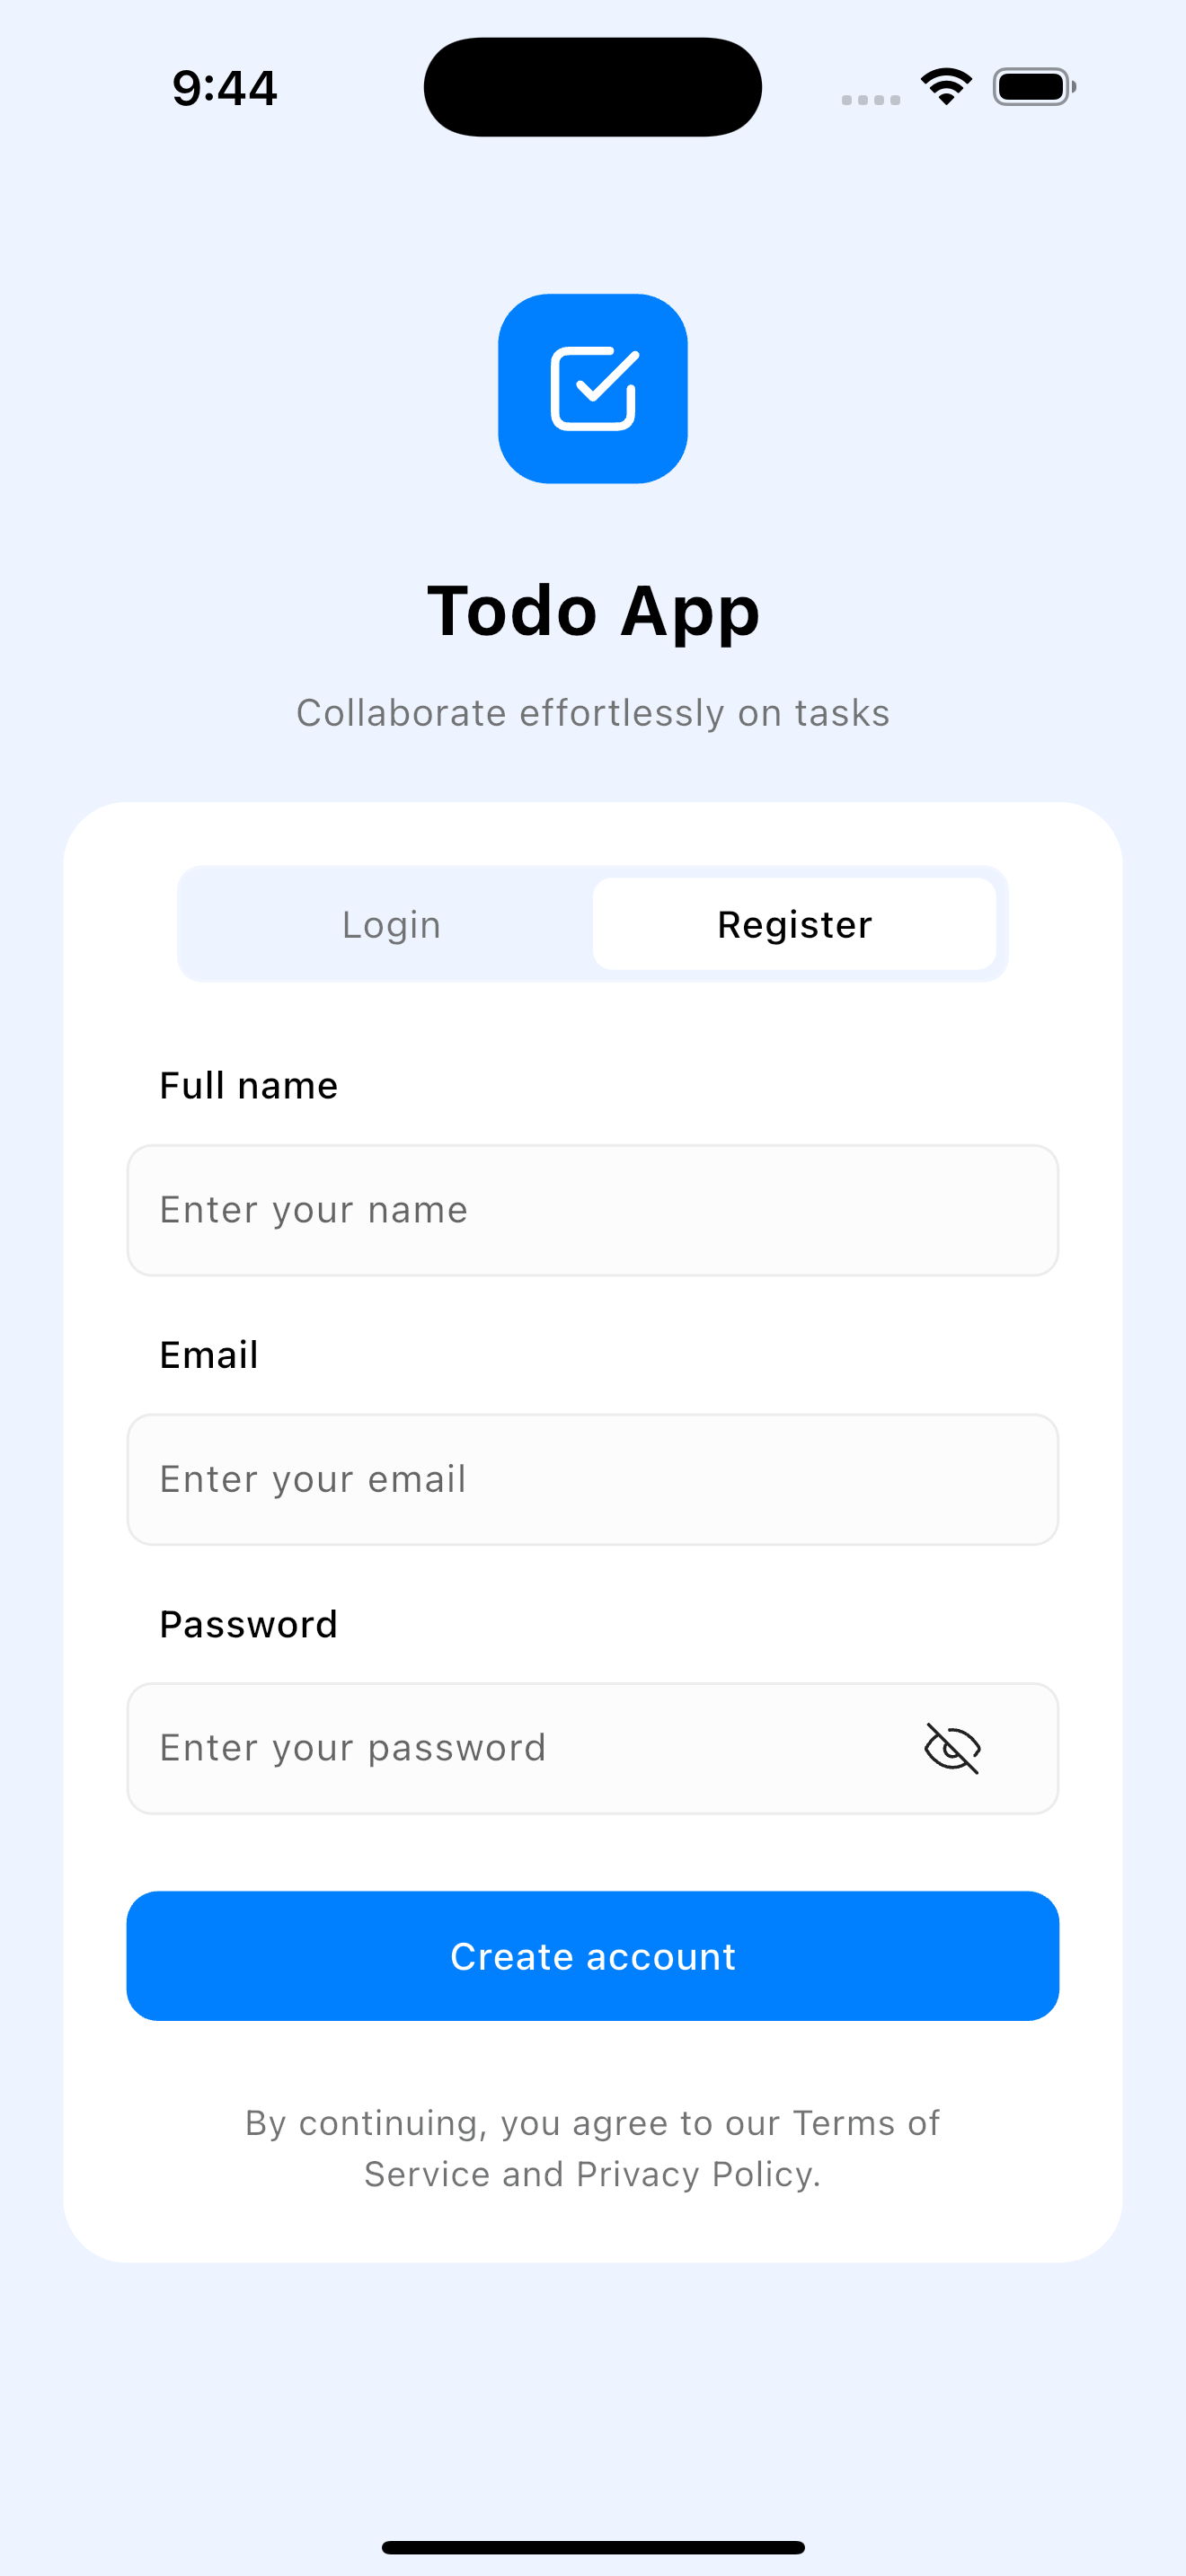 9:44
Todo App
Collaborate effortlessly on tasks
Login
Register
Full name
Enter your name
Email
Enter your email
Password
Enter your password
Create account
By continuing, you agree to our Terms of
Service and Privacy Policy.